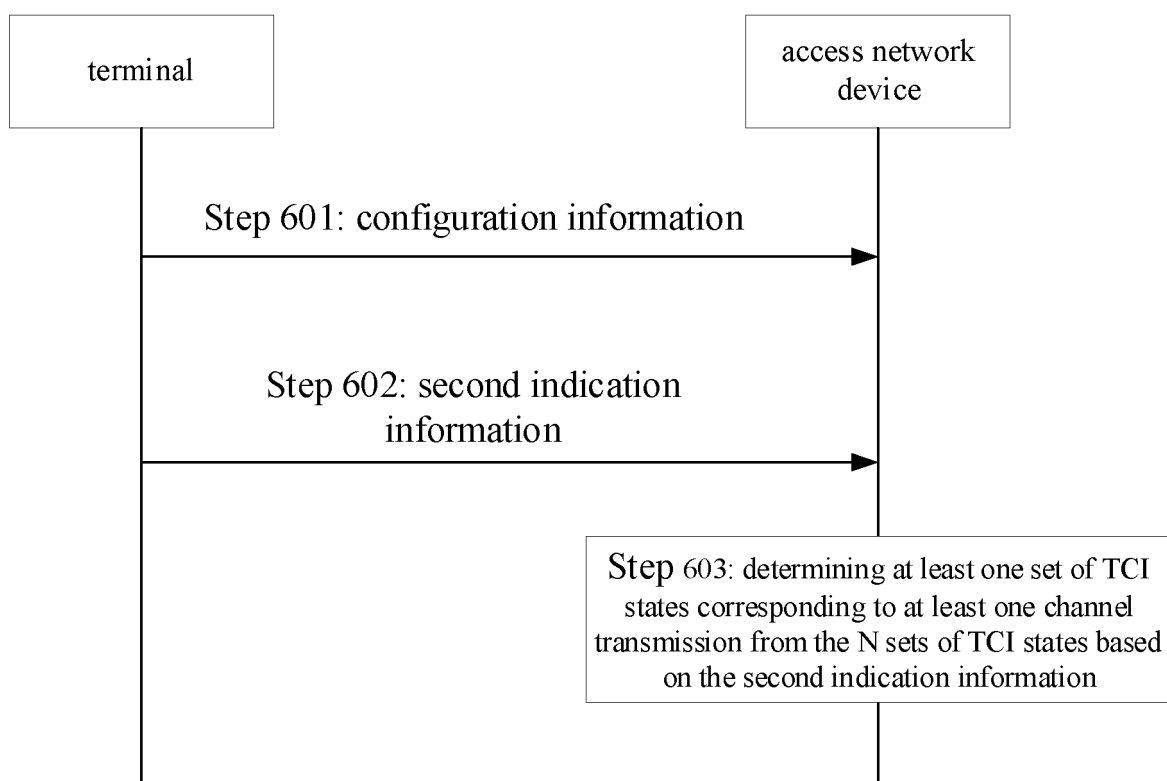 terminal
access network
device
Step 601: configuration information
Step 602: second indication
information
Step 603: determining at least one set of TCI
states corresponding to at least one channel
transmission from the N sets of TCI states based
on the second indication information